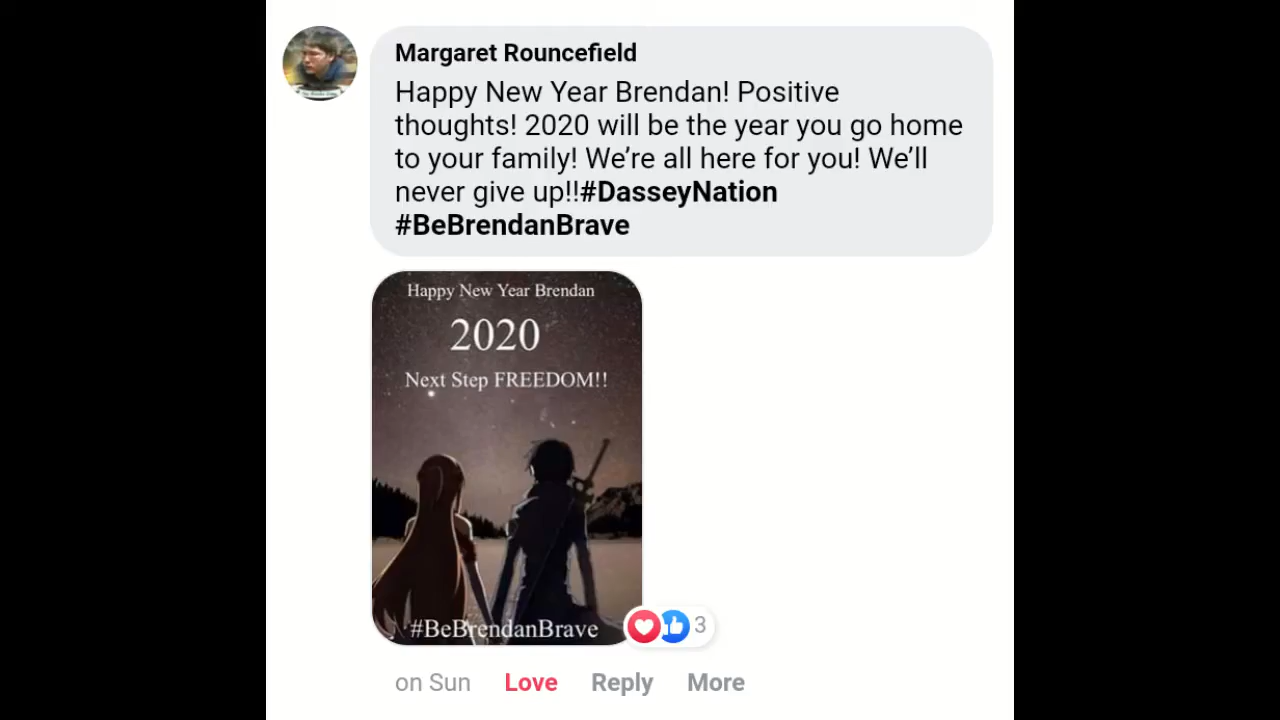 Margaret Rouncefield
Happy New Year Brendan! Positive
thoughts! 2020 will be the year you go home
to your family! We’re all here for you! We’ll
never give up!!#DasseyNation
#BeBrendanBrave
Happy New Year Brendan
2020
Next Step FREEDOM!!
#BeBrendanBrave
3
on Sun Love Reply More